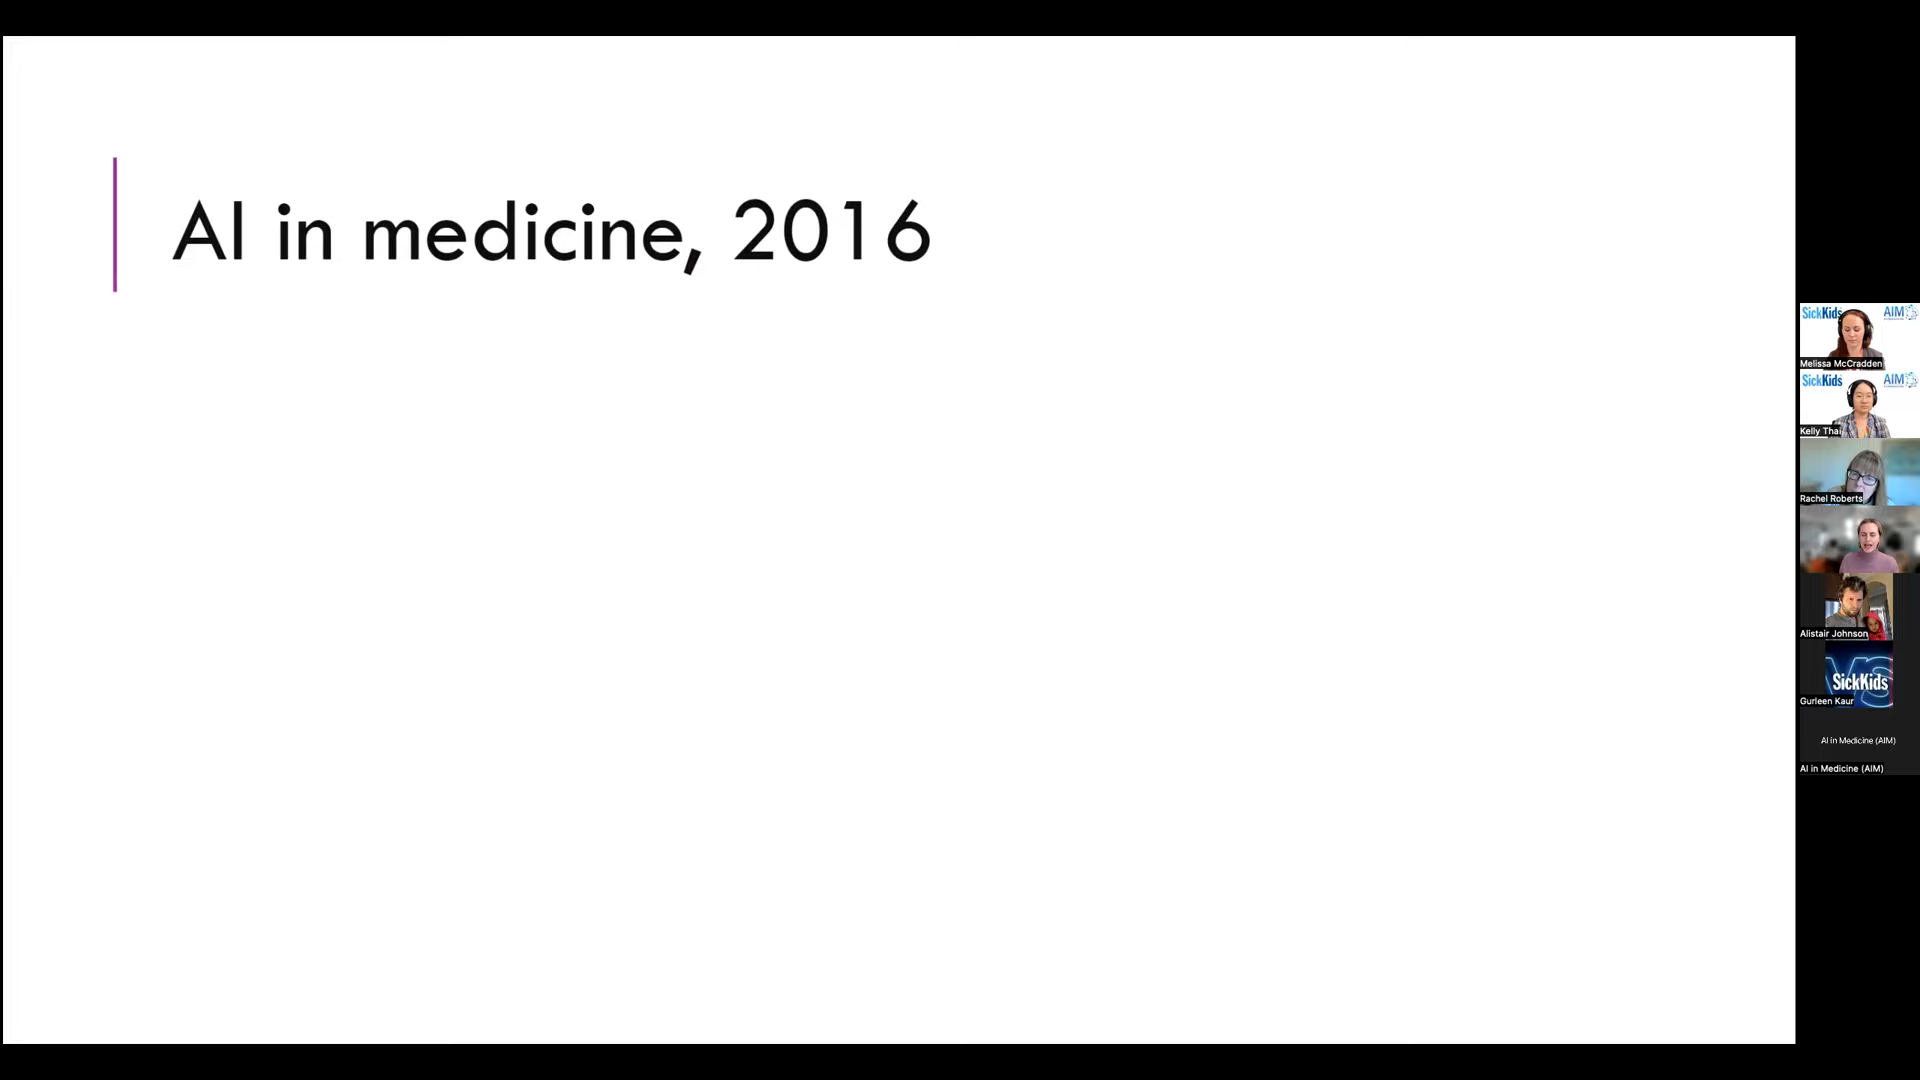 AI in medicine, 2016
SickKids AIM
Melissa McCradden
SickKids AIM
Kelly Thai
Rachel Roberts
Alistair Johnson
VS
SickKids
Gurleen Kaur
AI in Medicine (AIM)
AI in Medicine (AIM)